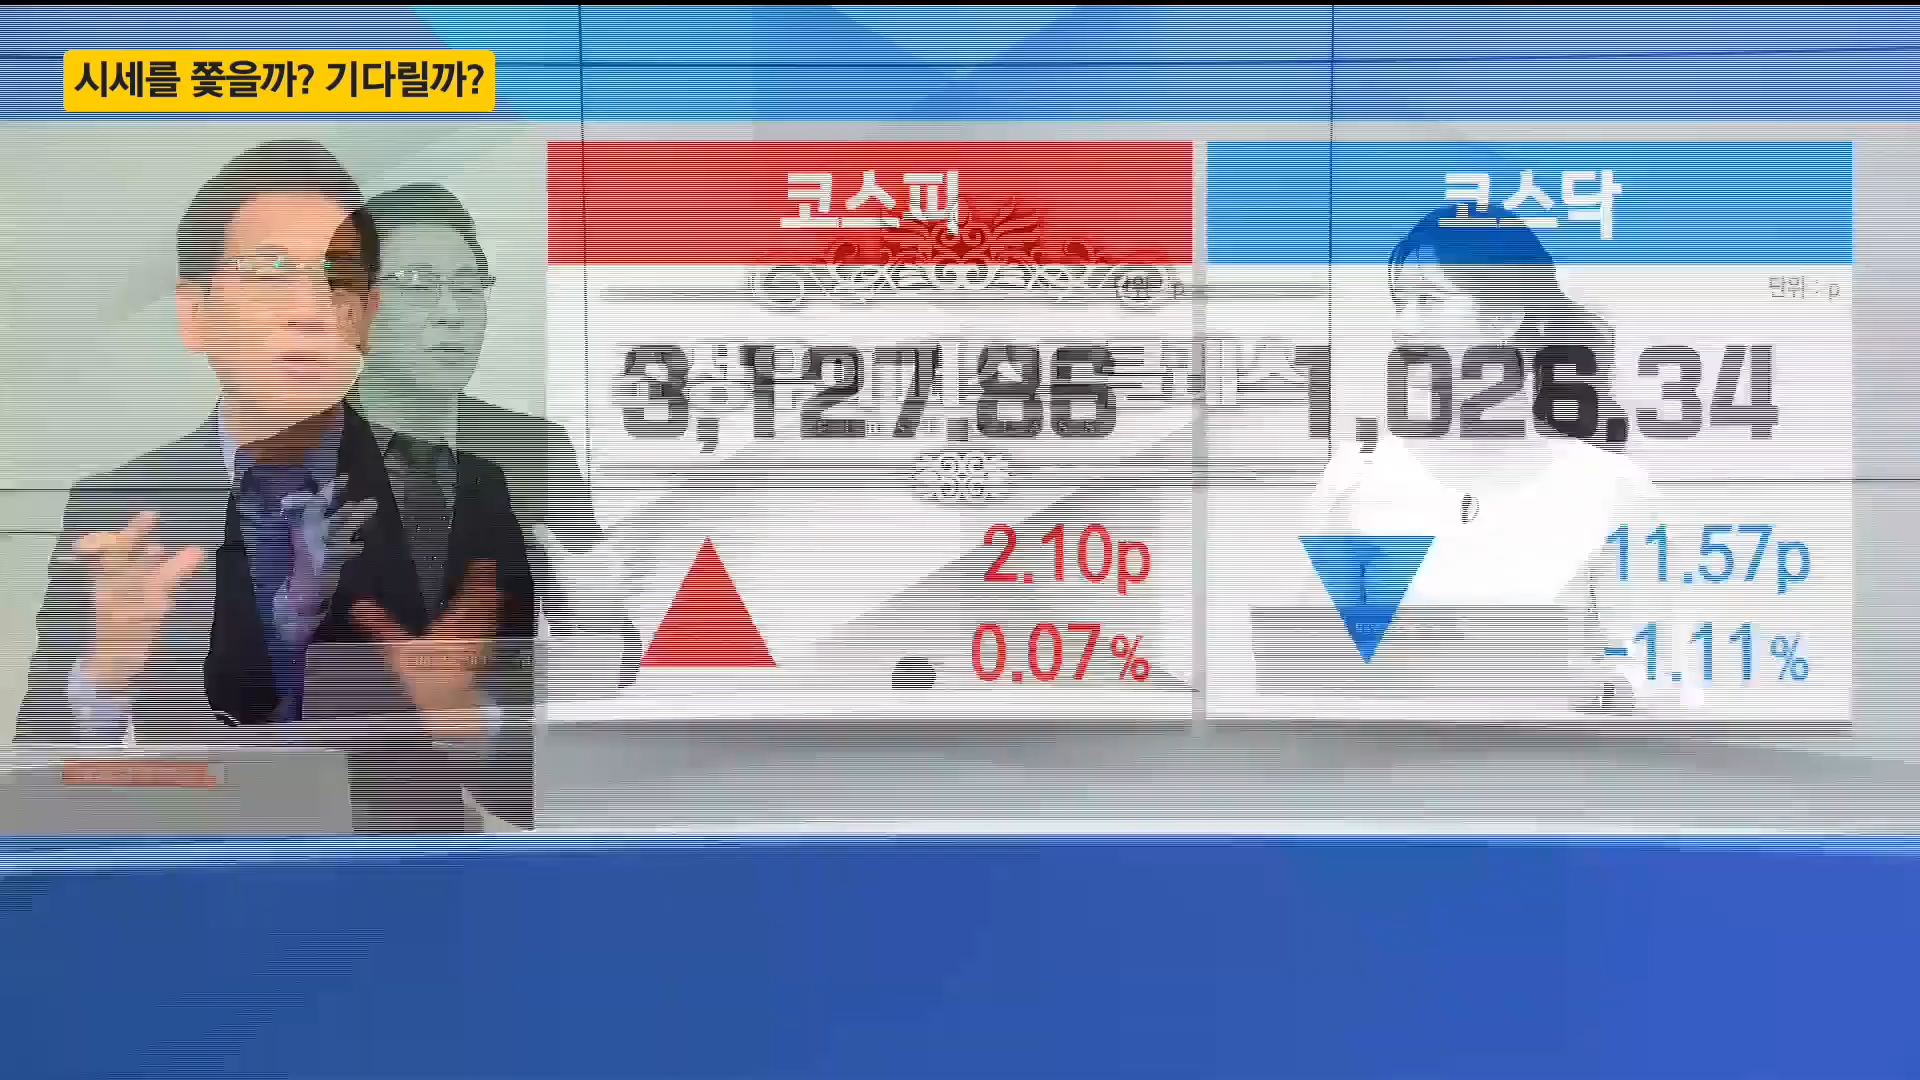 시세를 쫓을까? 기다릴까?
코스피
코스닥
단위 : p
3,127.86
1,026.34
2.10p
0.07%
11.57p
-1.11%